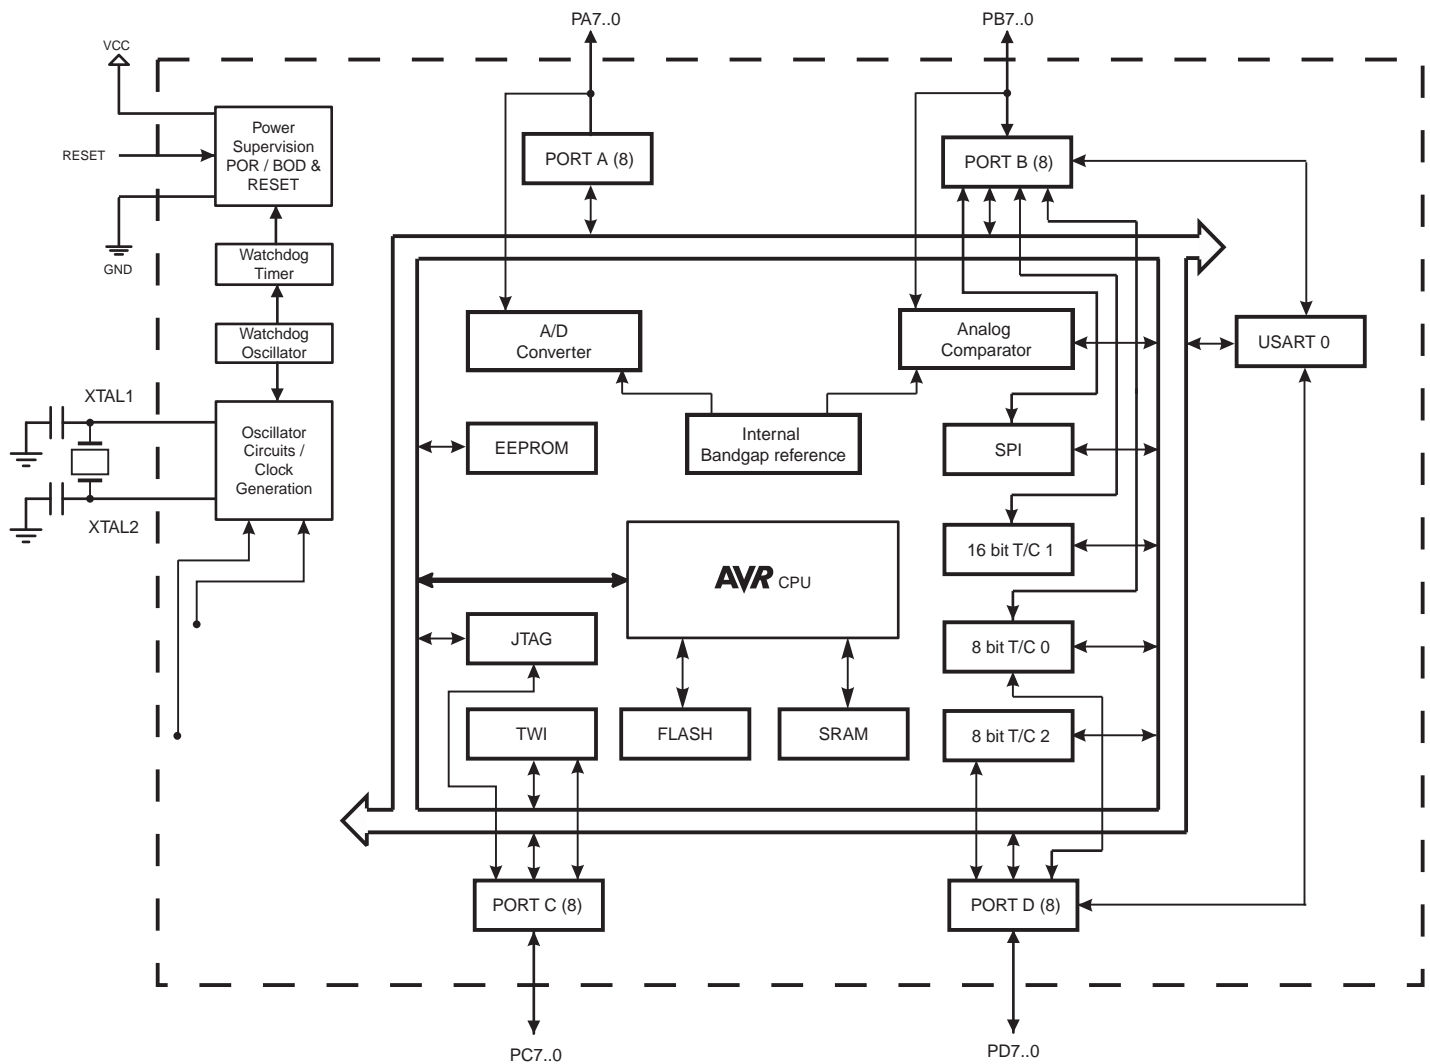 PA7..0
PB7..0
VCC
Power
Supervision
POR / BOD &
RESET
RESET
PORT A (8)
PORT B (8)
GND
Watchdog
Timer
Watchdog
Oscillator
A/D
Converter
Analog
Comparator
USART 0
XTAL1
Oscillator
Circuits /
Clock
Generation
EEPROM
Internal
Bandgap reference
SPI
XTAL2
16 bit T/C 1
AVR CPU
JTAG
8 bit T/C 0
TWI
FLASH
SRAM
8 bit T/C 2
PORT C (8)
PORT D (8)
PC7..0
PD7..0